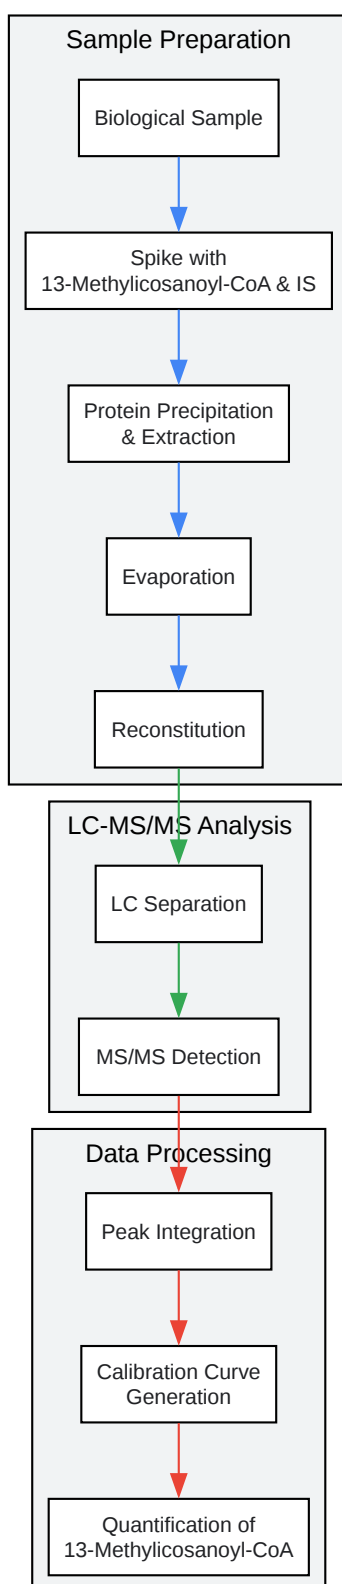 Sample Preparation
Biological Sample
Spike with
13-Methylicosanoyl-CoA & IS
Protein Precipitation
& Extraction
Evaporation
Reconstitution
LC-MS/MS Analysis
LC Separation
MS/MS Detection
Data Processing
Peak Integration
Calibration Curve
Generation
Quantification of
13-Methylicosanoyl-CoA